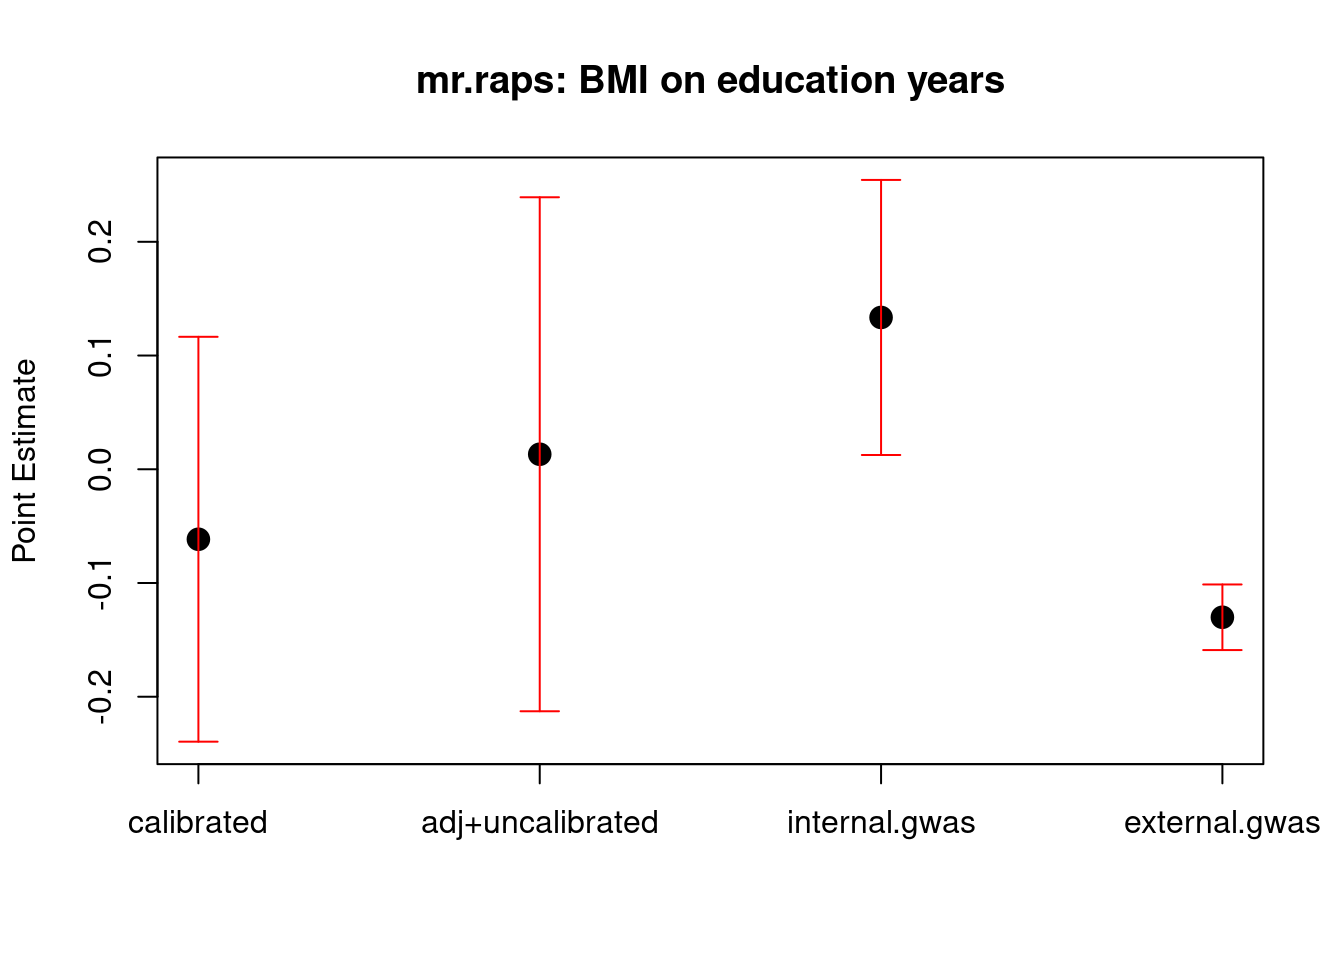 mr.raps: BMI on education years
Point Estimate
0.2
0.1
0.0
-0.1
-0.2
calibrated
adj+uncalibrated
internal.gwas
external.gwas